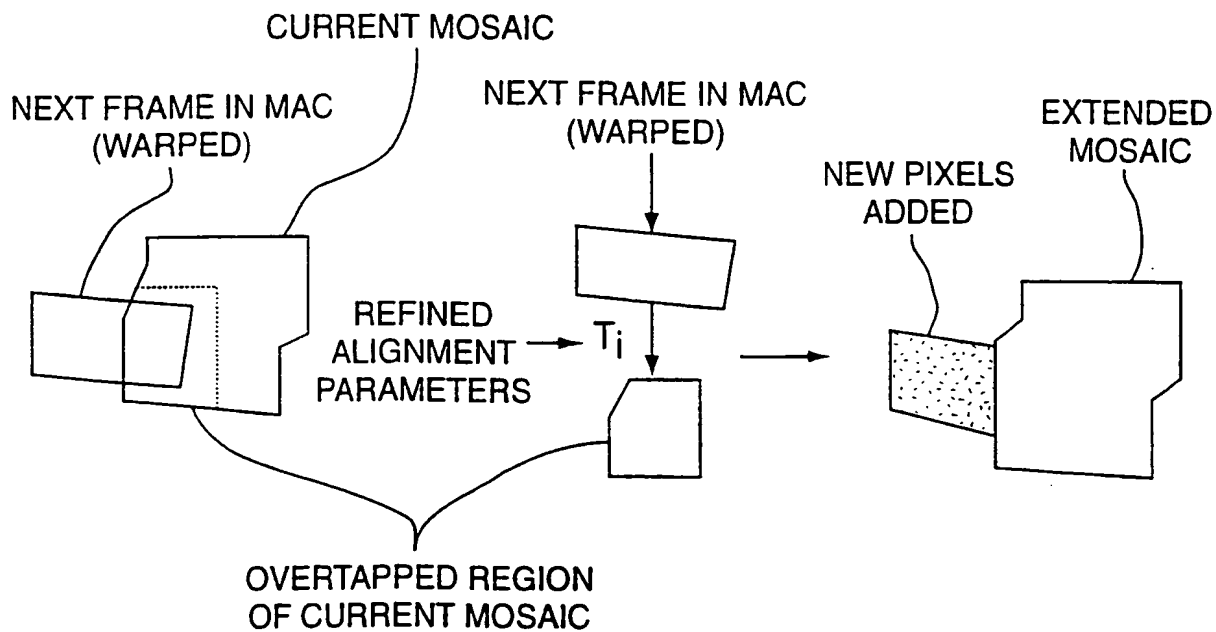 CURRENT MOSAIC
NEXT FRAME IN MAC
(WARPED)
NEXT FRAME IN MAC
(WARPED)
EXTENDED
MOSAIC
NEW PIXELS
ADDED
REFINED
ALIGNMENT
PARAMETERS
Ti
OVERTAPPED REGION
OF CURRENT MOSAIC